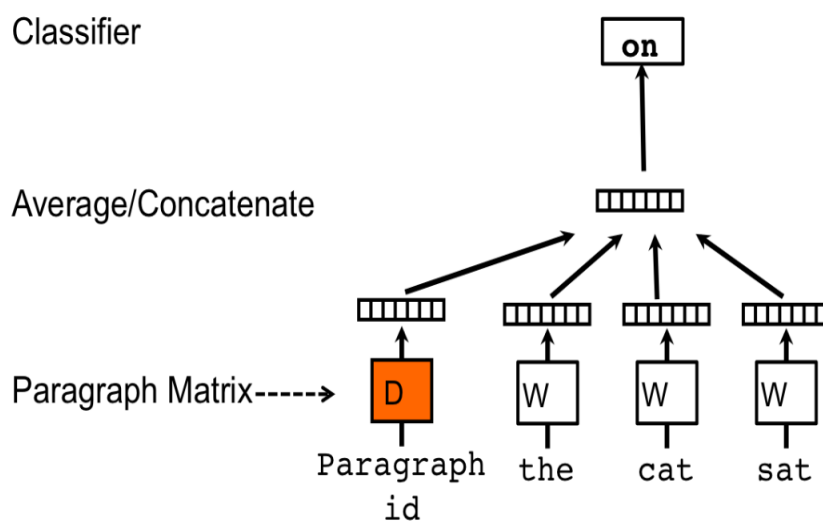 Classifier
on
Average/Concatenate
Paragraph Matrix
D
W
W
W
Paragraph
id
the
cat
sat